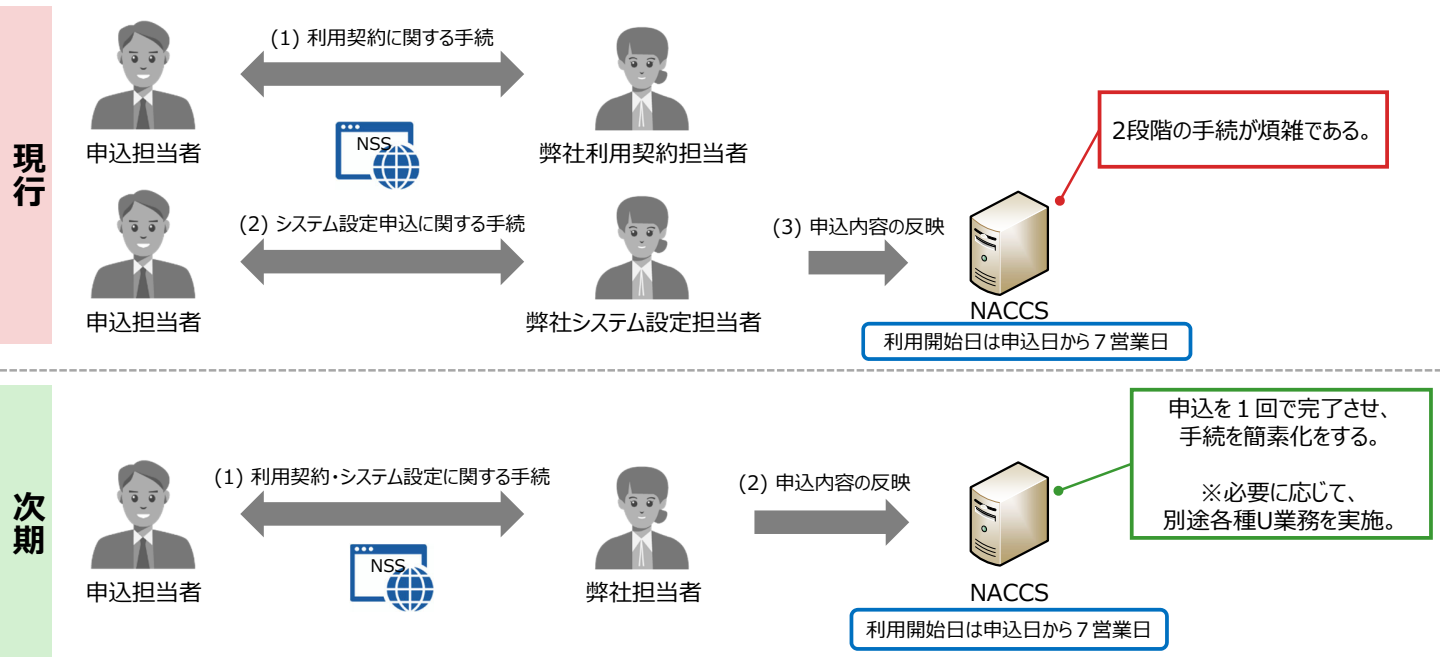 現行
(1) 利用契約に関する手続
NSS
申込担当者
弊社利用契約担当者
2段階の手続が煩雑である。
(2) システム設定申込に関する手続
(3) 申込内容の反映
申込担当者
弊社システム設定担当者
NACCS
利用開始日は申込日から７営業日
次期
(1) 利用契約・システム設定に関する手続
NSS
(2) 申込内容の反映
申込を１回で完了させ、
手続を簡素化をする。
※必要に応じて、
別途各種U業務を実施。
申込担当者
弊社担当者
NACCS
利用開始日は申込日から７営業日